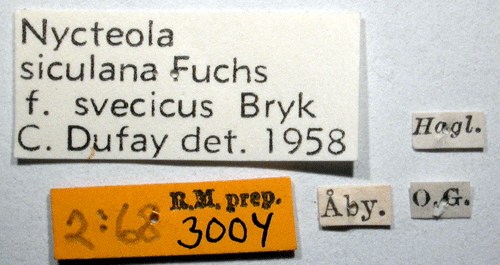 Nycteola
siculana Fuchs
f. svecicus Bryk
C. Dufay det. 1958
Hagl.
R.M. prep.
2:68 3004
Åby.
O.G.